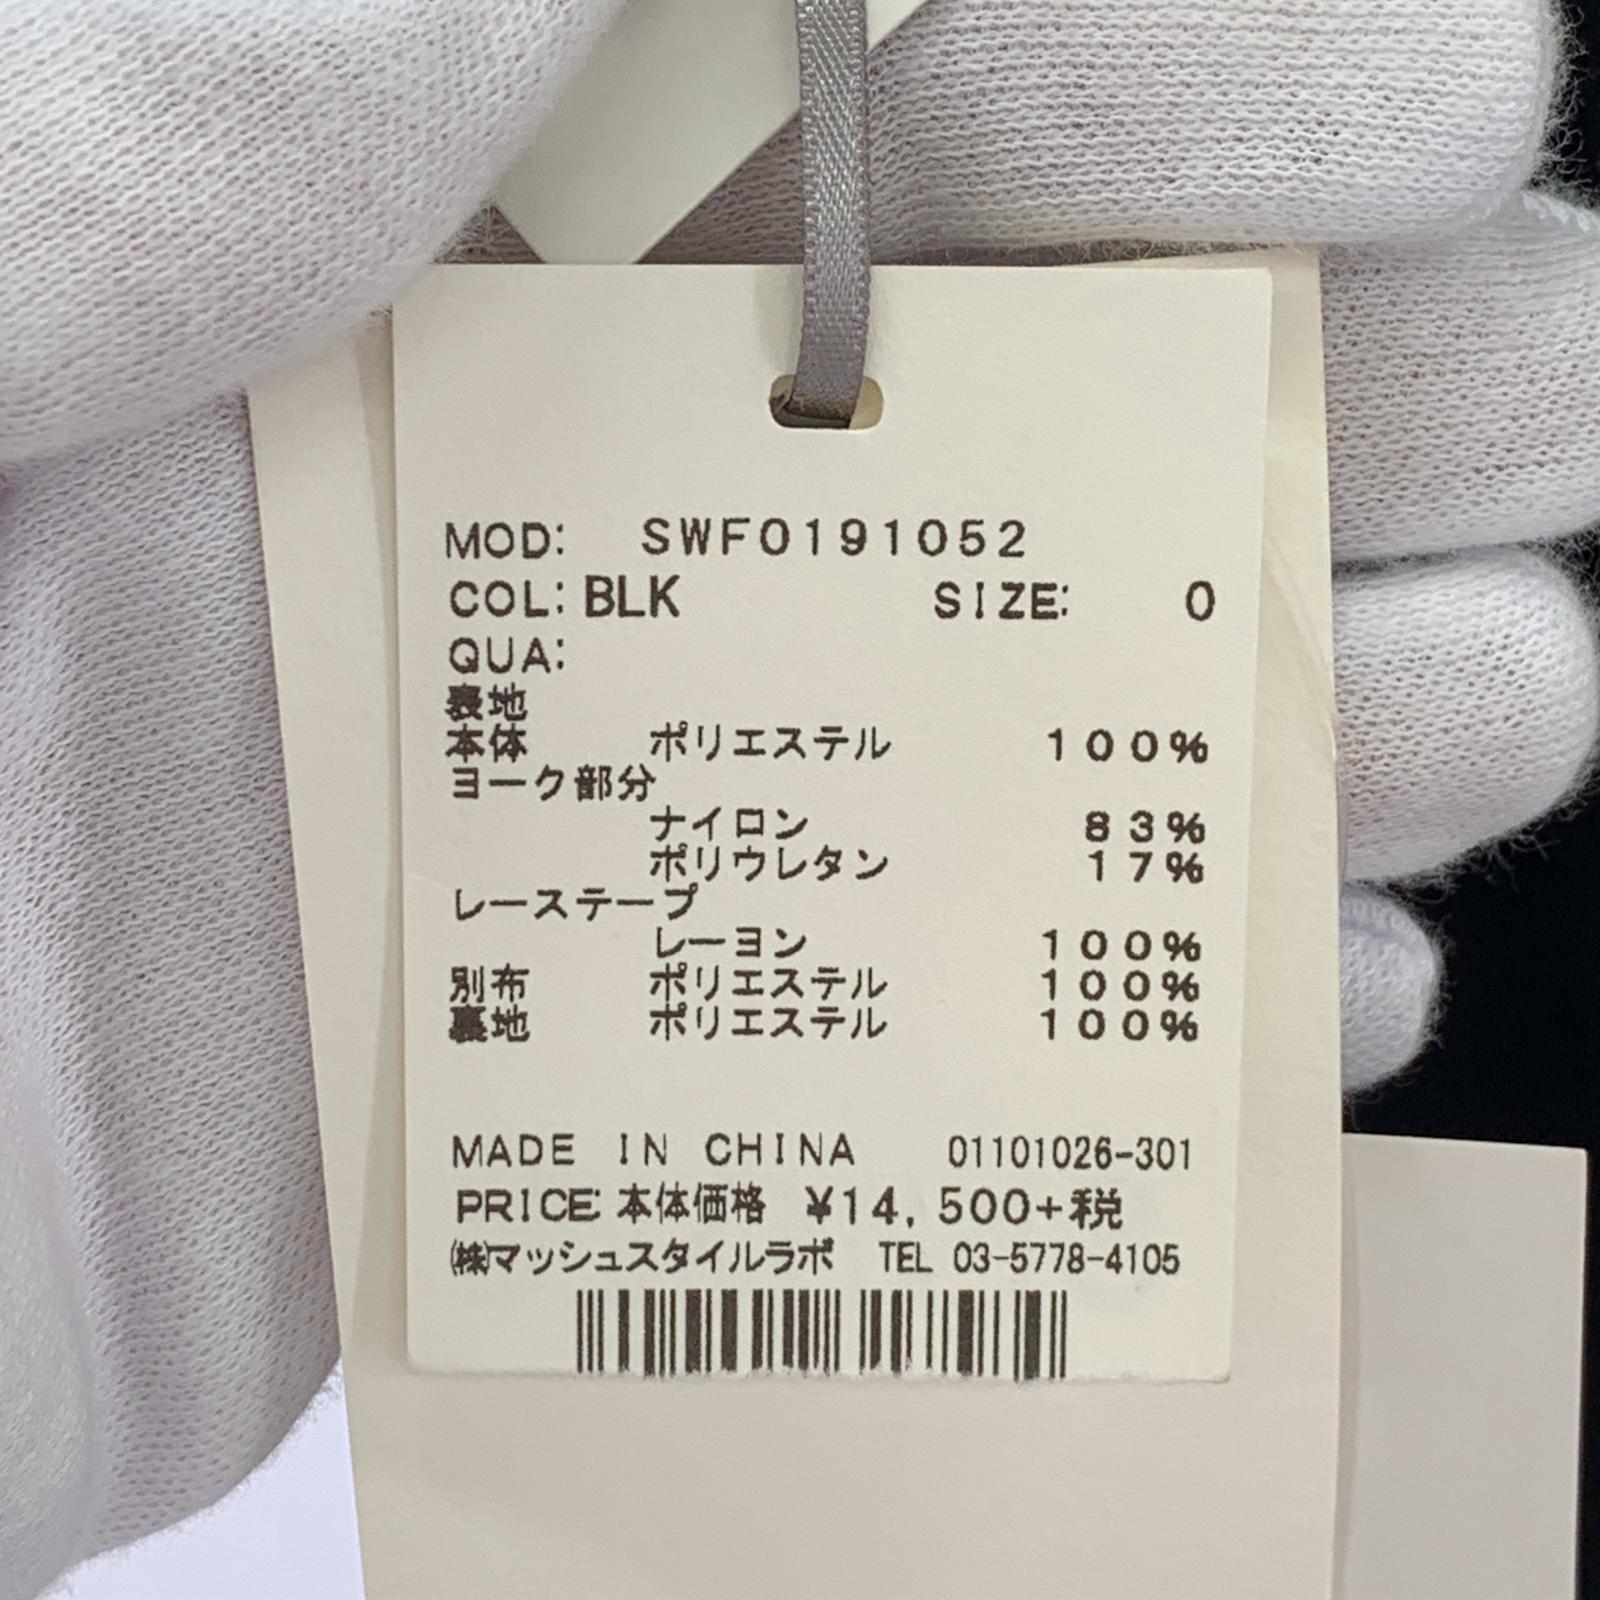 MOD: SWF0191052
COL: BLK SIZE: 0
QUA:
表地
本体 ポリエステル 100%
ヨーク部分
ナイロン 83%
ポリウレタン 17%
レーステープ
レーヨン 100%
別布 ポリエステル 100%
裏地 ポリエステル 100%
MADE IN CHINA 01101026-301
PRICE: 本体価格 ¥14,500+税
㈱マッシュスタイルラボ TEL 03-5778-4105